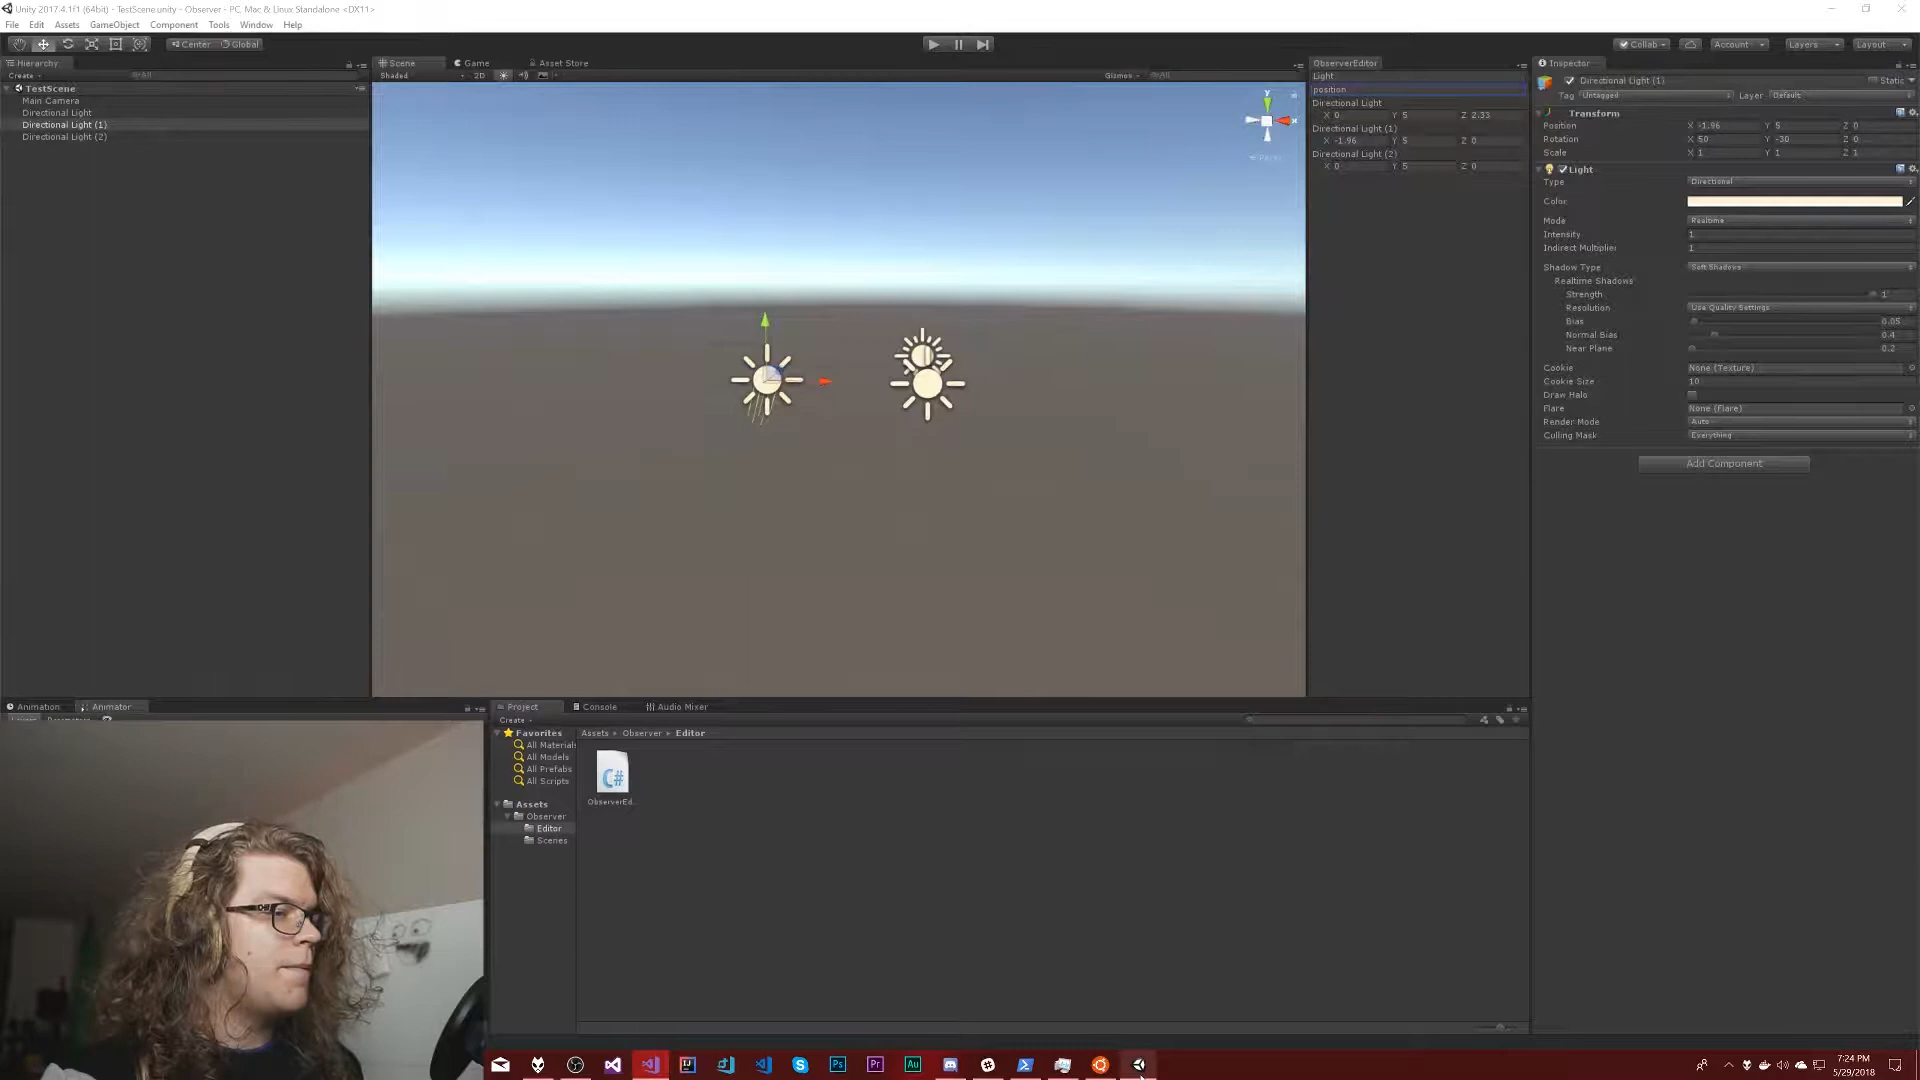 Unity 2017.4.1f1 (64bit) - TestScene.unity - Observer - PC, Mac & Linux Standalone <DX11>
File Edit Assets GameObject Component Tools Window Help
Center Global
Collab Account Layers Layout
Hierarchy
Create All
TestScene
Main Camera
Directional Light
Directional Light (1)
Directional Light (2)
Scene Game Asset Store
Shaded 2D Gizmos All
y
x
ObserverEditor
Light
position
Directional Light
X 0 Y 5 Z 2.33
Directional Light (1)
X -1.96 Y 5 Z 0
Directional Light (2)
X 0 Y 5 Z 0
Inspector
Directional Light (1) Static
Tag Untagged Layer Default
Transform
Position X -1.96 Y 5 Z 0
Rotation X 50 Y -30 Z 0
Scale X 1 Y 1 Z 1
Light
Type Directional
Color
Mode Realtime
Intensity 1
Indirect Multiplier 1
Shadow Type Soft Shadows
Realtime Shadows
Strength 1
Resolution Use Quality Settings
Bias 0.05
Normal Bias 0.4
Near Plane 0.2
Cookie None (Texture)
Cookie Size 10
Draw Halo
Flare None (Flare)
Render Mode Auto
Culling Mask Everything
Add Component
Animation Animator
Project Console Audio Mixer
Create
Favorites
All Materials
All Models
All Prefabs
All Scripts
Assets
Observer
Editor
Scenes
Assets Observer Editor
C#
ObserverEd...
Ps Pr Au
7:24 PM
5/29/2018